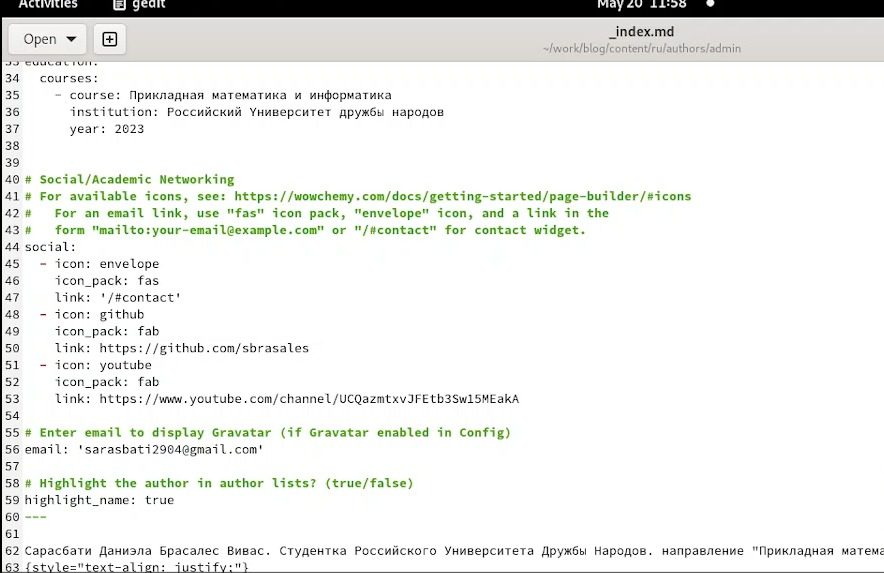 Activities gedit May 20 11:58
Open _index.md
~/work/blog/content/ru/authors/admin
33 education:
34 courses:
35 - course: Прикладная математика и информатика
36 institution: Российский Университет дружбы народов
37 year: 2023
38
39
40 # Social/Academic Networking
41 # For available icons, see: https://wowchemy.com/docs/getting-started/page-builder/#icons
42 # For an email link, use "fas" icon pack, "envelope" icon, and a link in the
43 # form "mailto:your-email@example.com" or "/#contact" for contact widget.
44 social:
45 - icon: envelope
46 icon_pack: fas
47 link: '/#contact'
48 - icon: github
49 icon_pack: fab
50 link: https://github.com/sbrasales
51 - icon: youtube
52 icon_pack: fab
53 link: https://www.youtube.com/channel/UCQazmtxvJFEtb3Sw15MEakA
54
55 # Enter email to display Gravatar (if Gravatar enabled in Config)
56 email: 'sarasbati2904@gmail.com'
57
58 # Highlight the author in author lists? (true/false)
59 highlight_name: true
60 ---
61
62 Сарасбати Даниэла Брасалес Вивас. Студентка Российского Университета Дружбы Народов. направление "Прикладная матема
63 {style="text-align: justify;"}